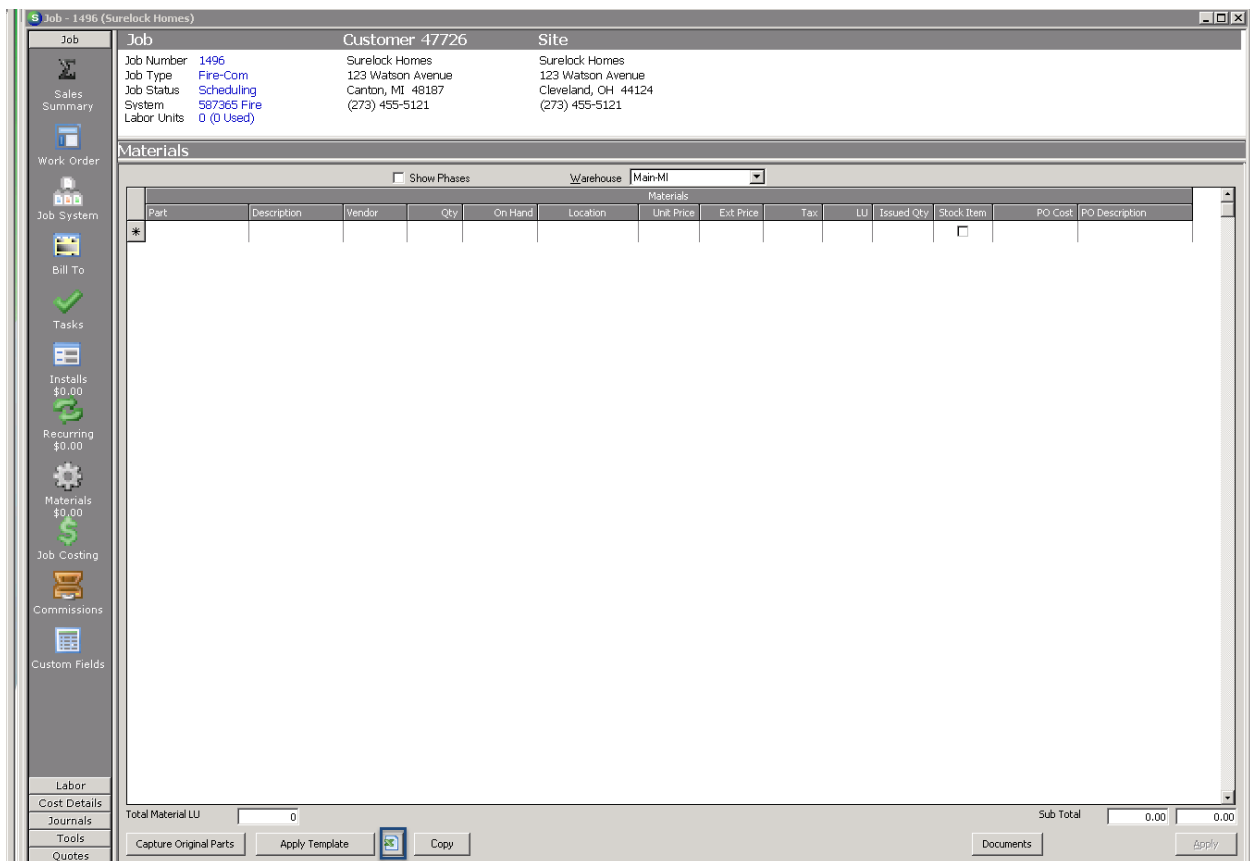 Job - 1496 (Surelock Homes)
Job
Sales
Summary
Work Order
Job System
Bill To
Tasks
Installs
$0.00
Recurring
$0.00
Materials
$0.00
Job Costing
Commissions
Custom Fields
Labor
Cost Details
Journals
Tools
Quotes
Job Customer 47726 Site
Job Number 1496 Surelock Homes Surelock Homes
Job Type Fire-Com 123 Watson Avenue 123 Watson Avenue
Job Status Scheduling Canton, MI 48187 Cleveland, OH 44124
System 587365 Fire (273) 455-5121 (273) 455-5121
Labor Units 0 (0 Used)
Materials
Show Phases Warehouse Main-MI
Materials
Part Description Vendor Qty On Hand Location Unit Price Ext Price Tax LU Issued Qty Stock Item PO Cost PO Description
Total Material LU 0 Sub Total 0.00 0.00
Capture Original Parts Apply Template Copy Documents Apply